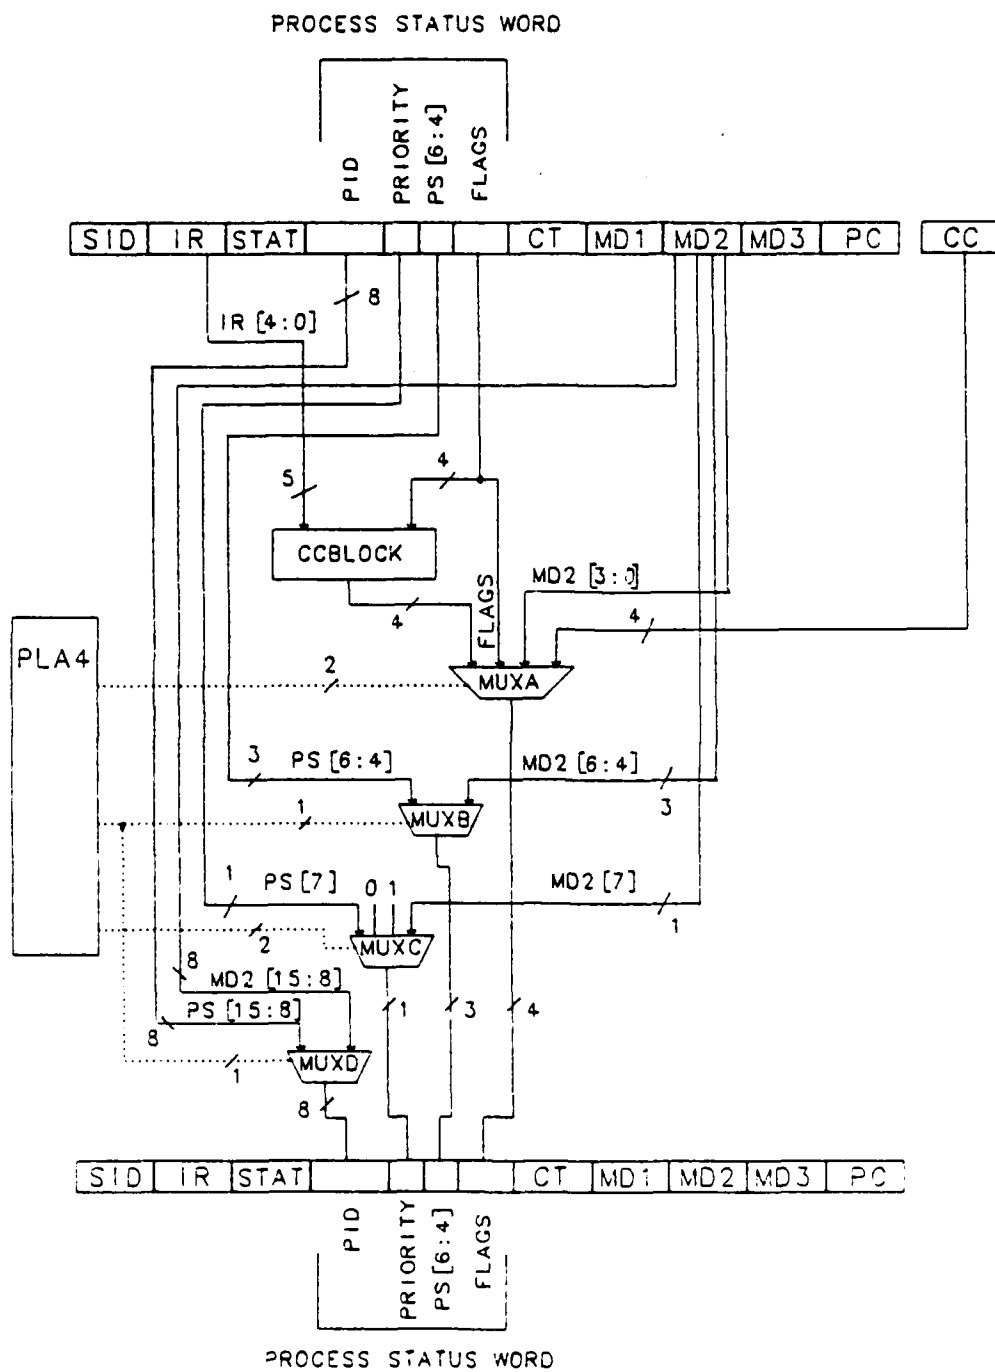 PROCESS STATUS WORD
PID
PRIORITY
PS [6:4]
FLAGS
SID IR STAT CT MD1 MD2 MD3 PC CC
8
IR [4:0]
5
4
CCBLOCK
MD2 [3:0]
FLAGS
4
4
PLA4
2
MUXA
3
PS [6:4]
MD2 [6:4]
3
1
MUXB
1
PS [7]
0 1
MD2 [7]
1
2
MUXC
8
MD2 [15:8]
1
3
4
PS [15:8]
8
1
MUXD
8
SID IR STAT CT MD1 MD2 MD3 PC
PID
PRIORITY
PS [6:4]
FLAGS
PROCESS STATUS WORD